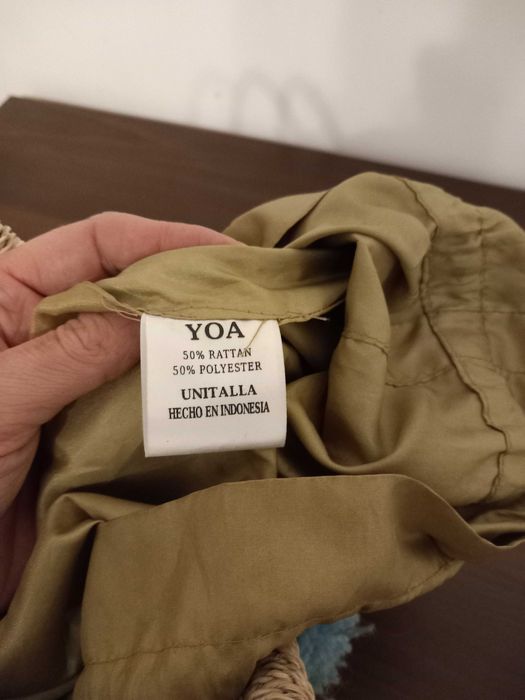 YOA
50% RATTAN
50% POLYESTER
UNITALLA
HECHO EN INDONESIA